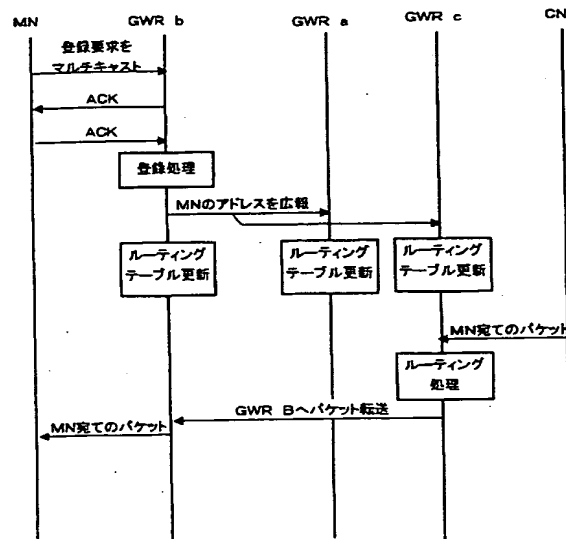 MN
GWR b
GWR a
GWR c
CN
登録要求を
マルチキャスト
ACK
ACK
登録処理
MNのアドレスを広報
ルーティング
テーブル更新
ルーティング
テーブル更新
ルーティング
テーブル更新
MN宛てのパケット
ルーティング
処理
GWR Bへパケット転送
MN宛てのパケット